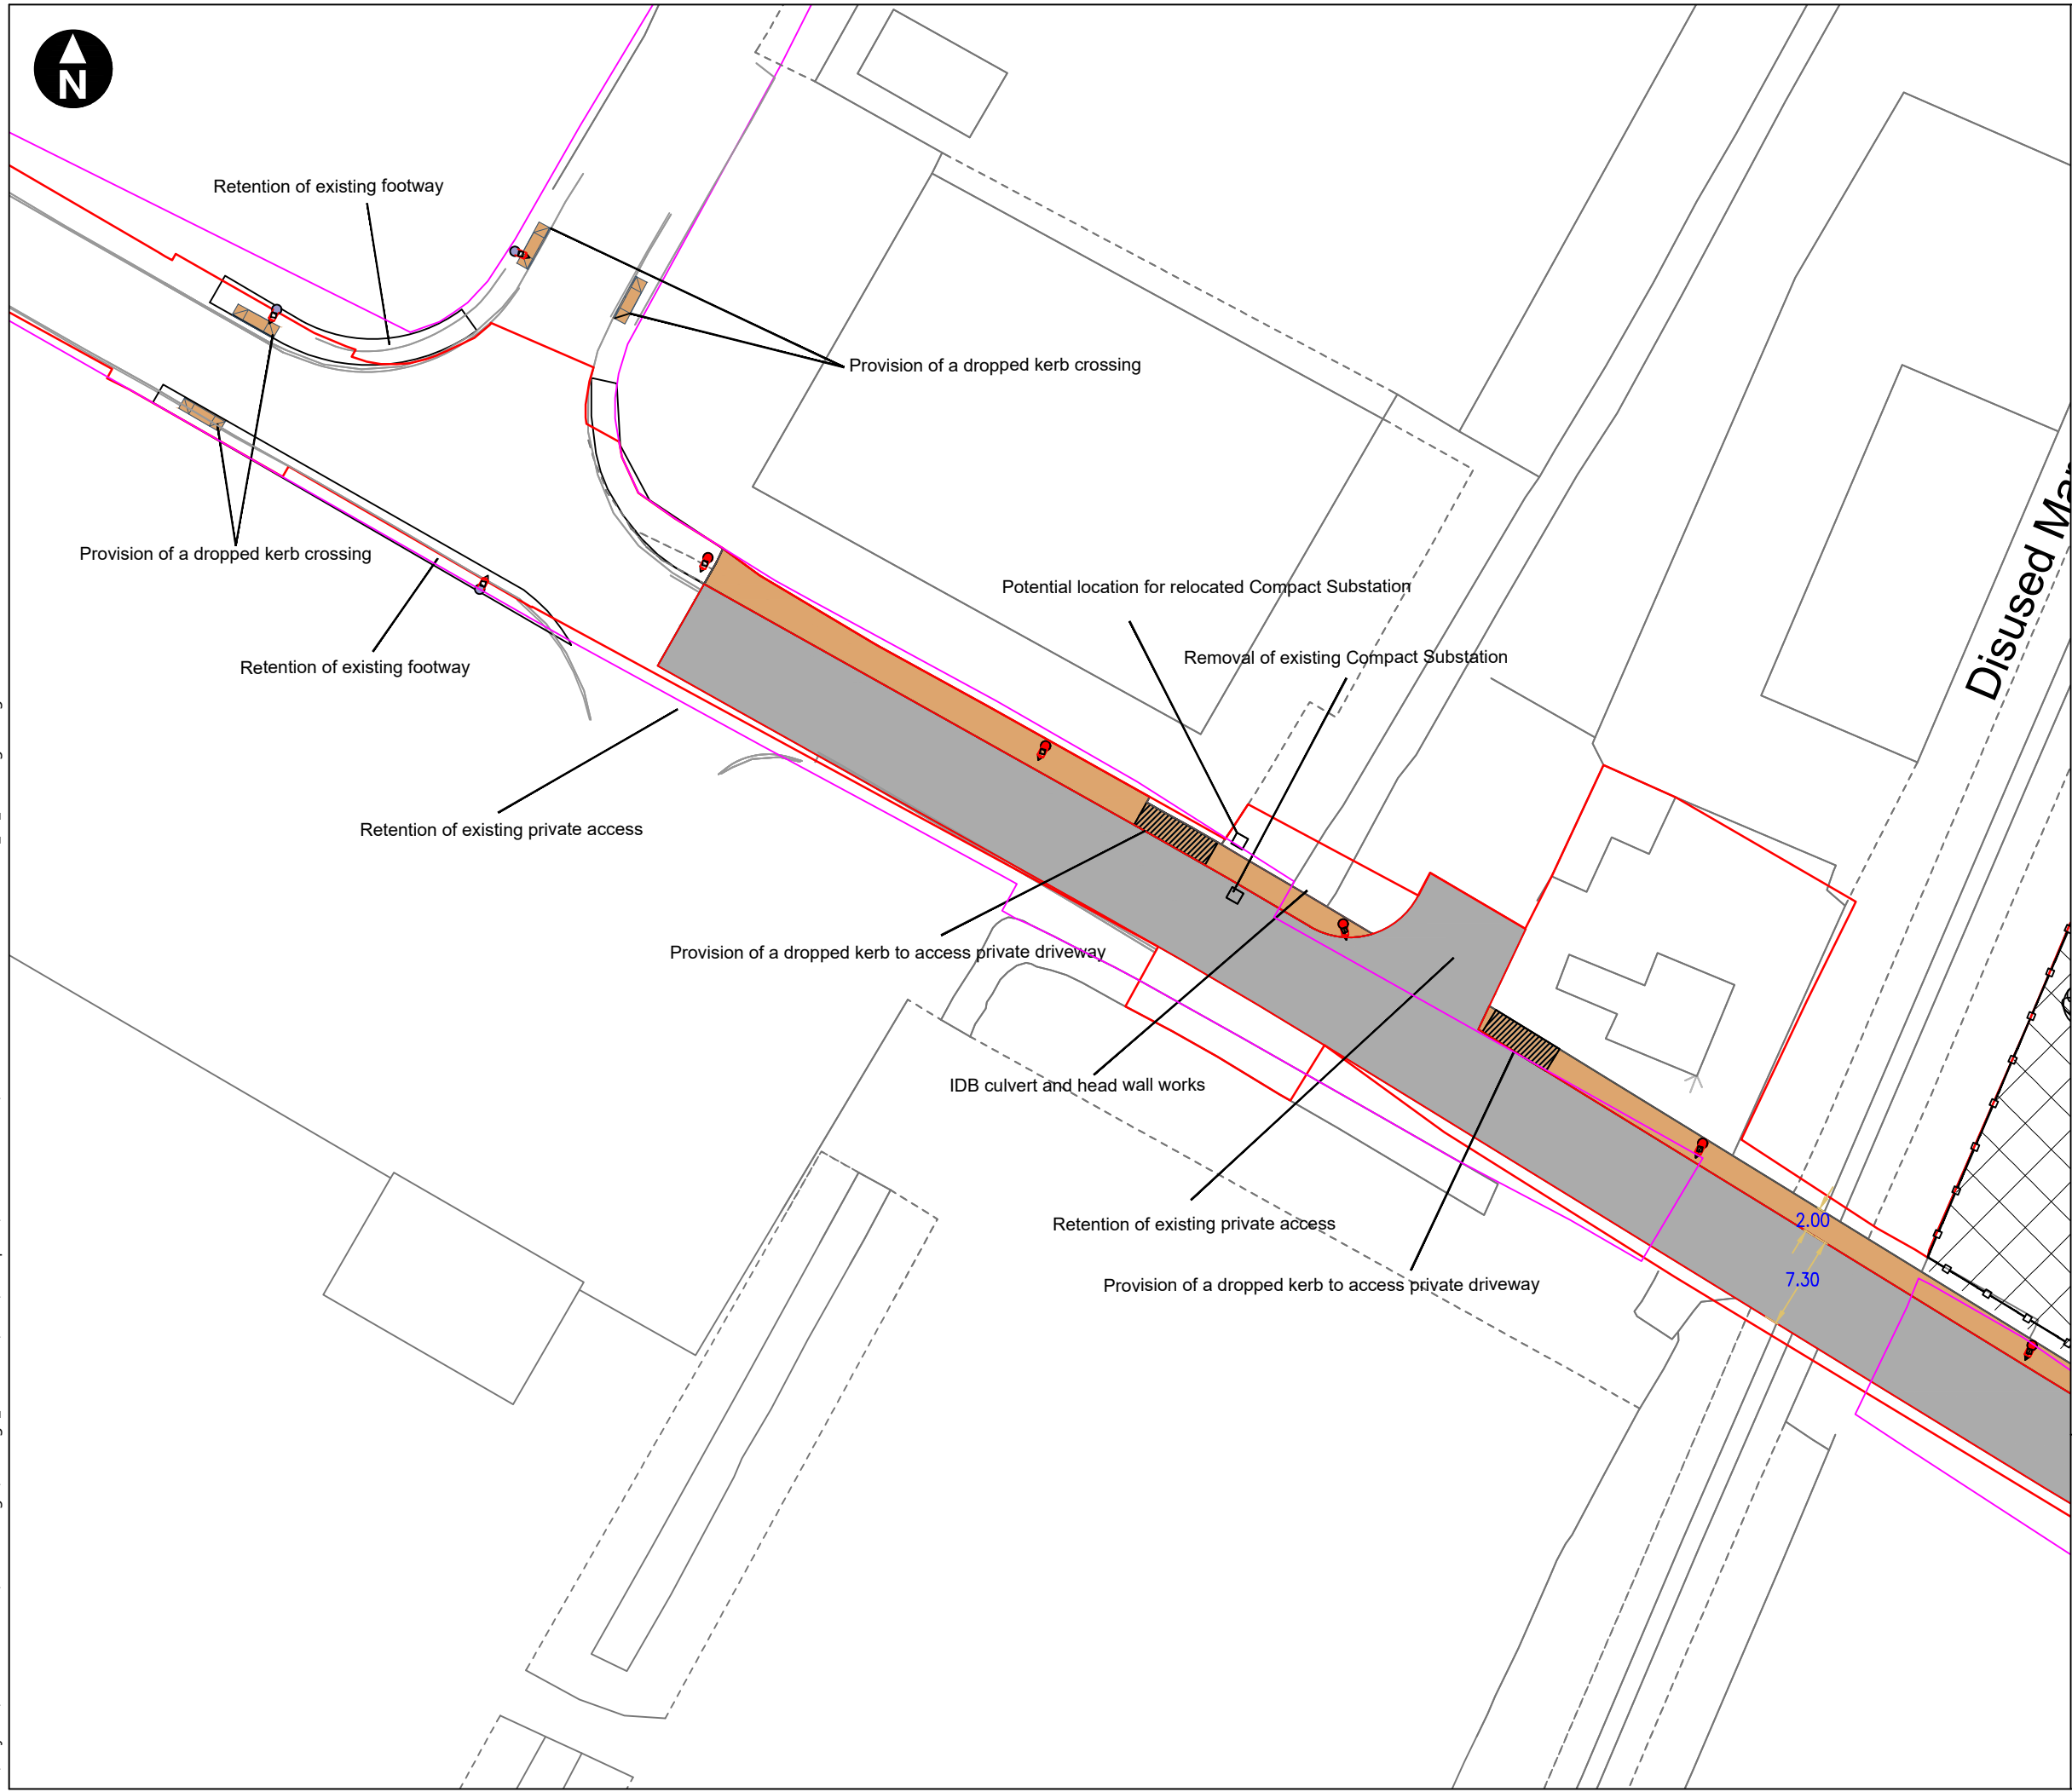 N
Retention of existing footway
Provision of a dropped kerb crossing
Provision of a dropped kerb crossing
Potential location for relocated Compact Substation
Removal of existing Compact Substation
Retention of existing footway
Disused
Retention of existing private access
Provision of a dropped kerb to access private driveway
IDB culvert and head wall works
Retention of existing private access
2.00
7.30
Provision of a dropped kerb to access private driveway